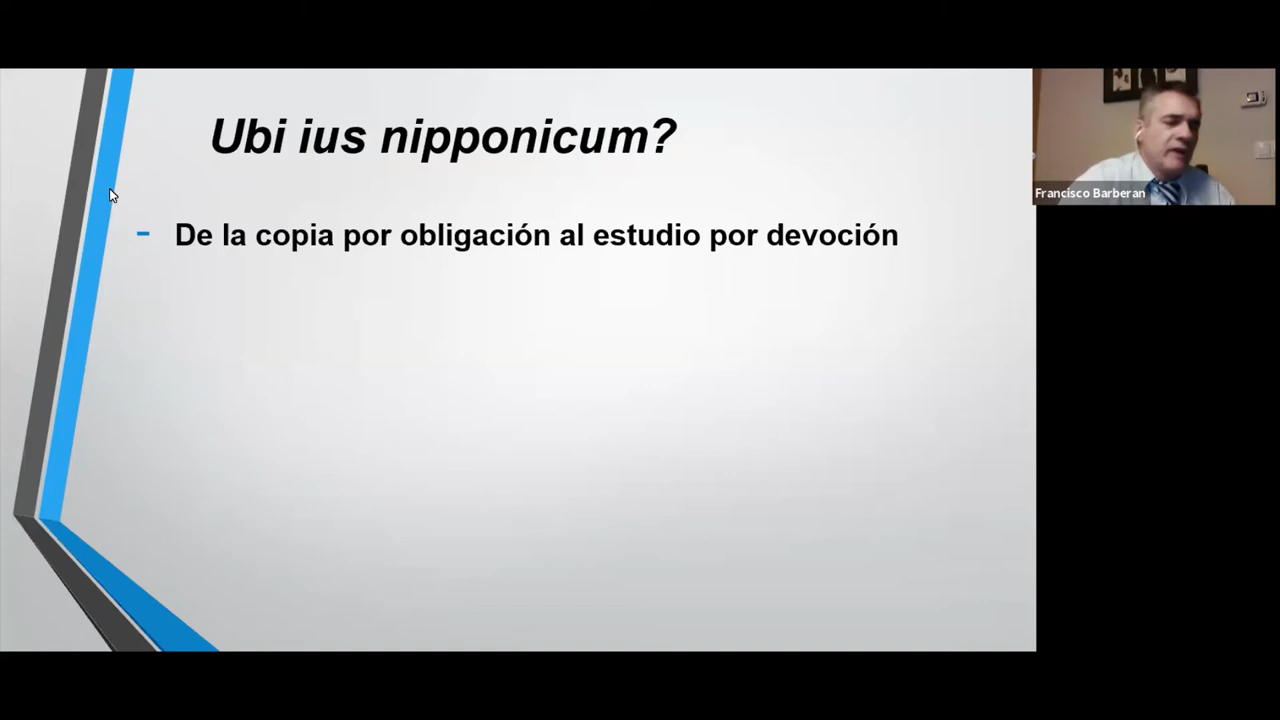 Ubi ius nipponicum?
- De la copia por obligación al estudio por devoción
Francisco Barberan